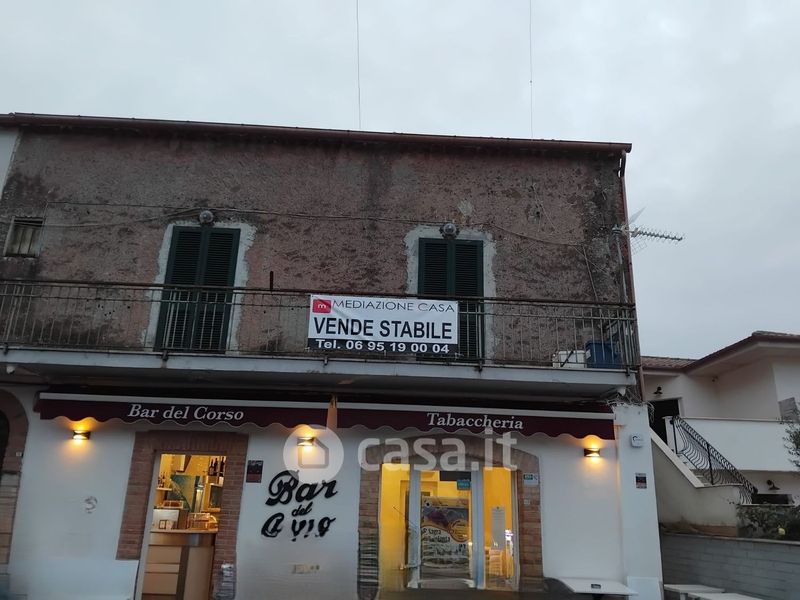 MEDIAZIONE CASA
VENDE STABILE
Tel. 06 95 19 00 04
Bar del Corso
Tabaccheria
casa.it
Bar
del